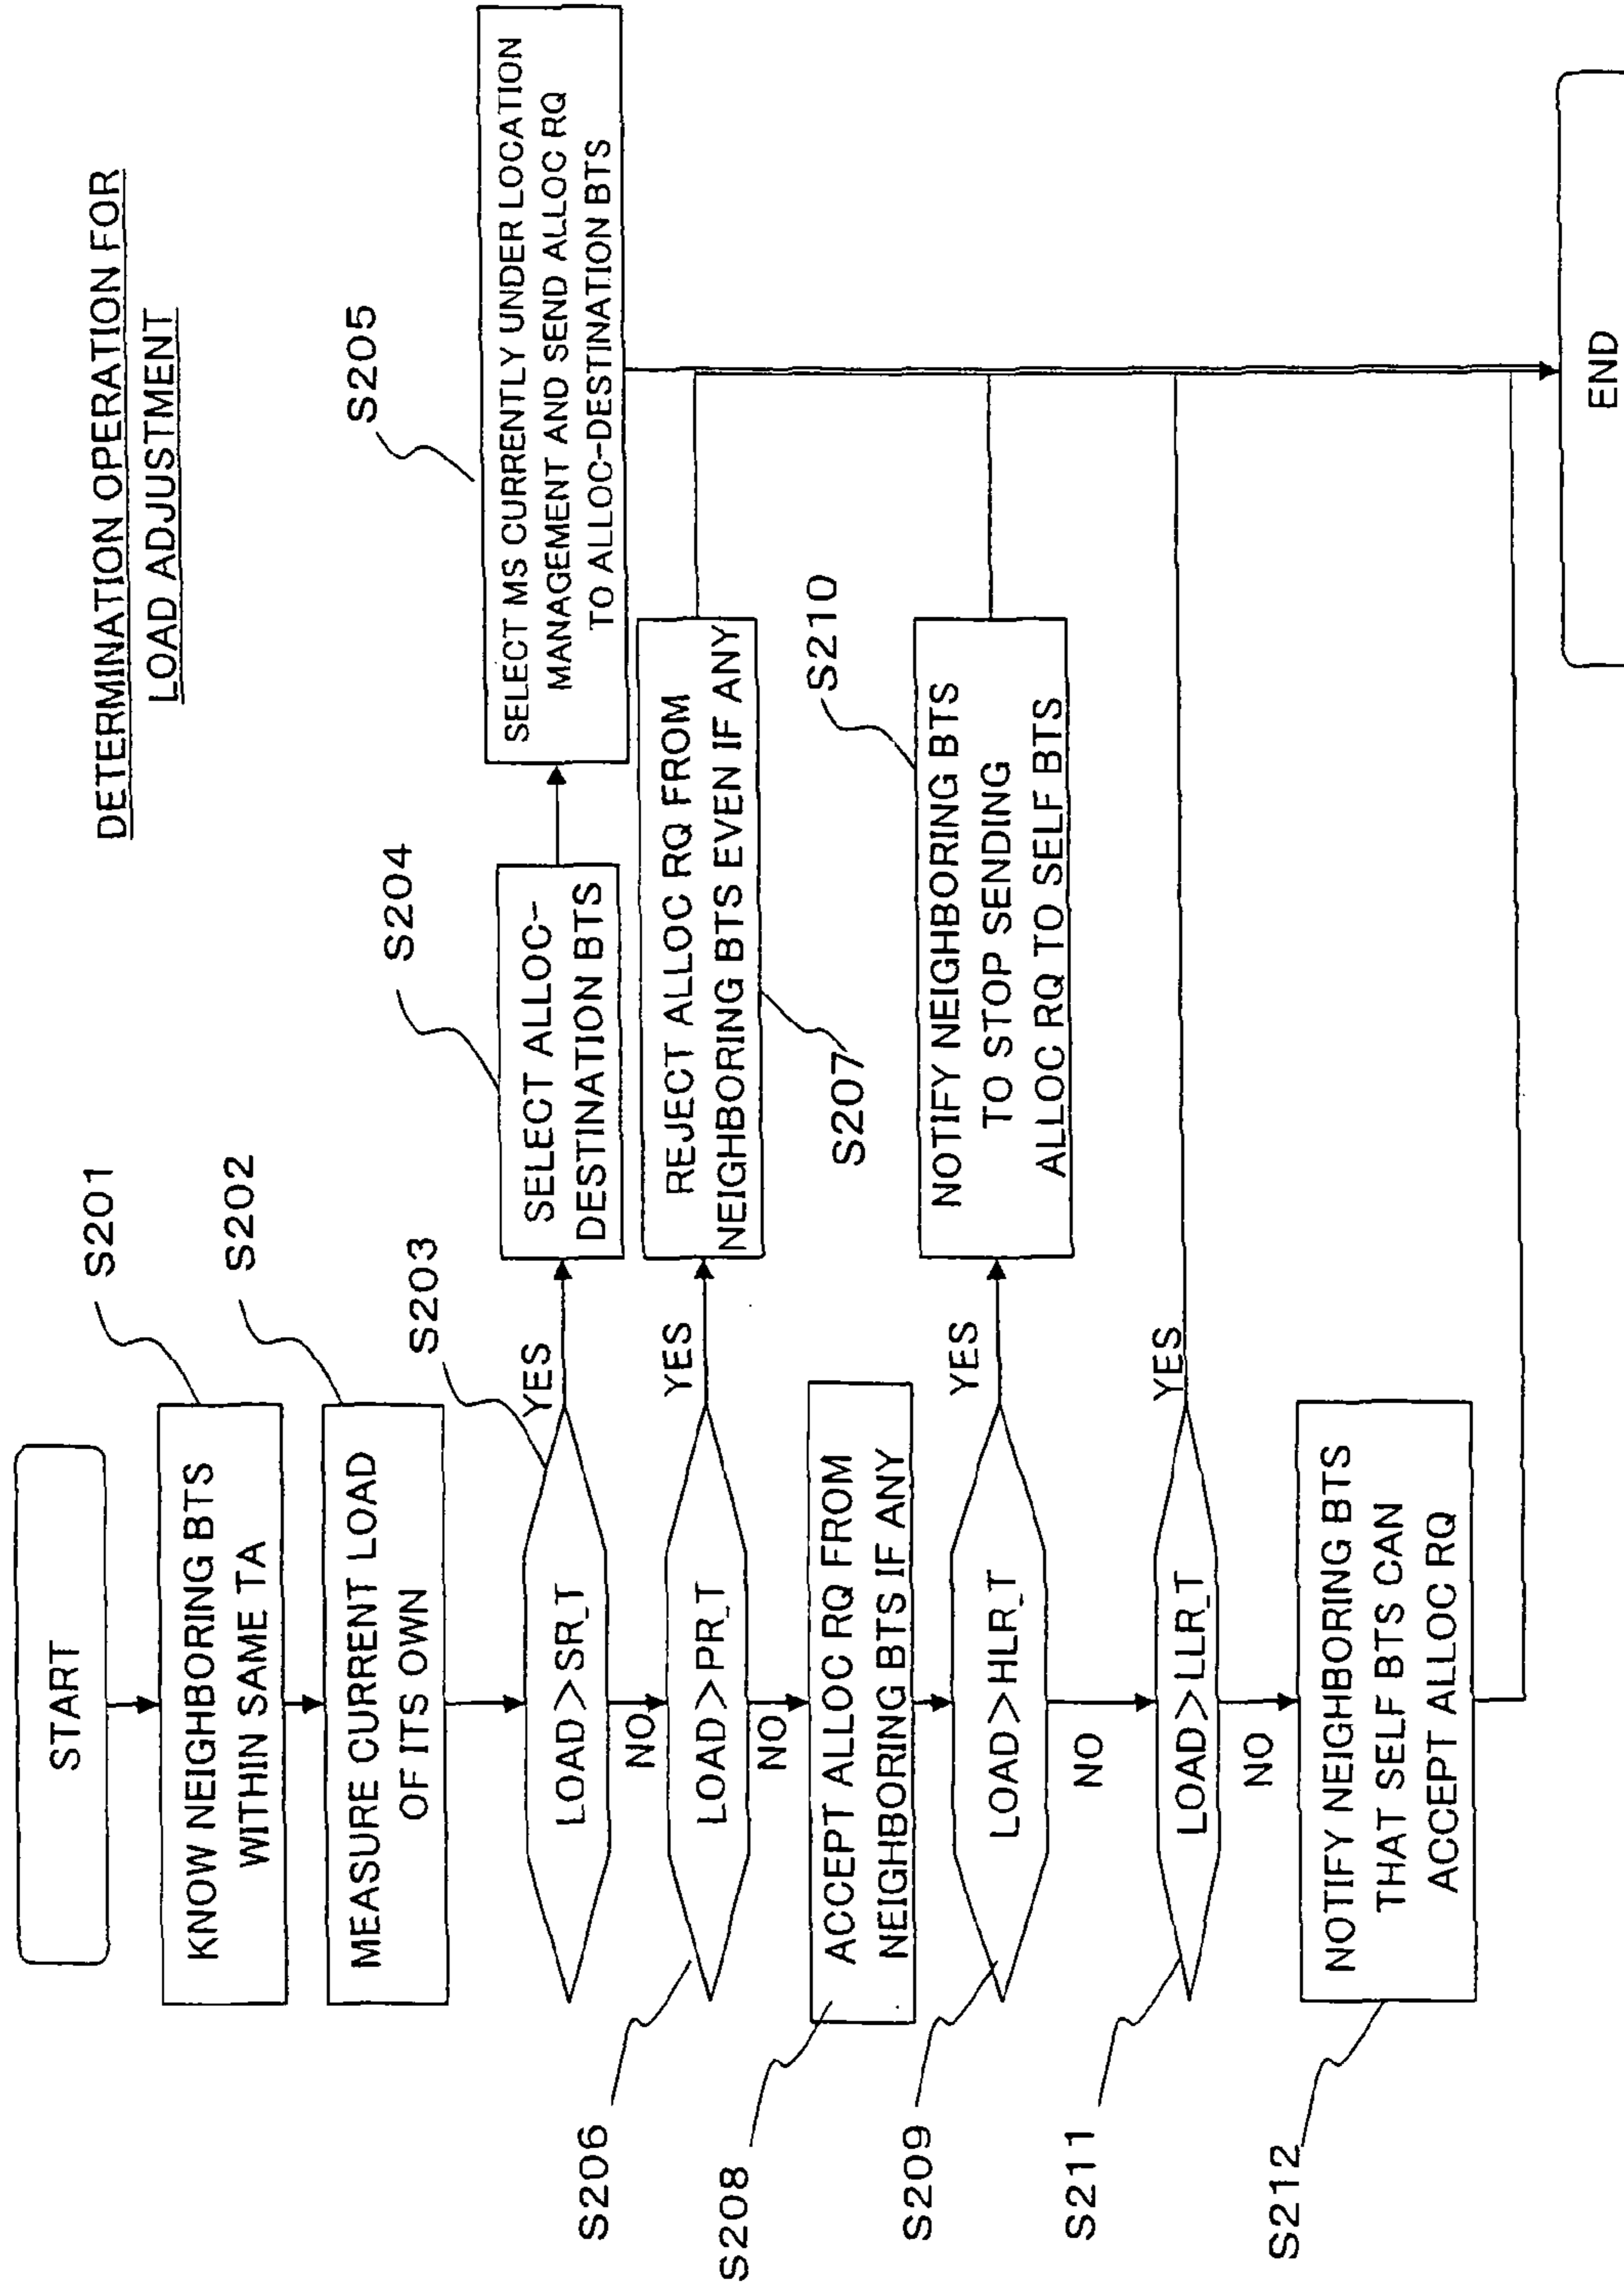 DETERMINATION OPERATION FOR
LOAD ADJUSTMENT
START
S201
KNOW NEIGHBORING BTS
WITHIN SAME TA
S202
MEASURE CURRENT LOAD
OF ITS OWN
S203
LOAD>SR_T
YES
NO
S204
SELECT ALLOC-
DESTINATION BTS
S205
SELECT MS CURRENTLY UNDER LOCATION
MANAGEMENT AND SEND ALLOC RQ
TO ALLOC-DESTINATION BTS
S206
LOAD>PR_T
YES
NO
REJECT ALLOC RQ FROM
NEIGHBORING BTS EVEN IF ANY
S207
S208
ACCEPT ALLOC RQ FROM
NEIGHBORING BTS IF ANY
S209
LOAD>HLR_T
YES
NO
S210
NOTIFY NEIGHBORING BTS
TO STOP SENDING
ALLOC RQ TO SELF BTS
S211
LOAD>LLR_T
YES
NO
S212
NOTIFY NEIGHBORING BTS
THAT SELF BTS CAN
ACCEPT ALLOC RQ
END